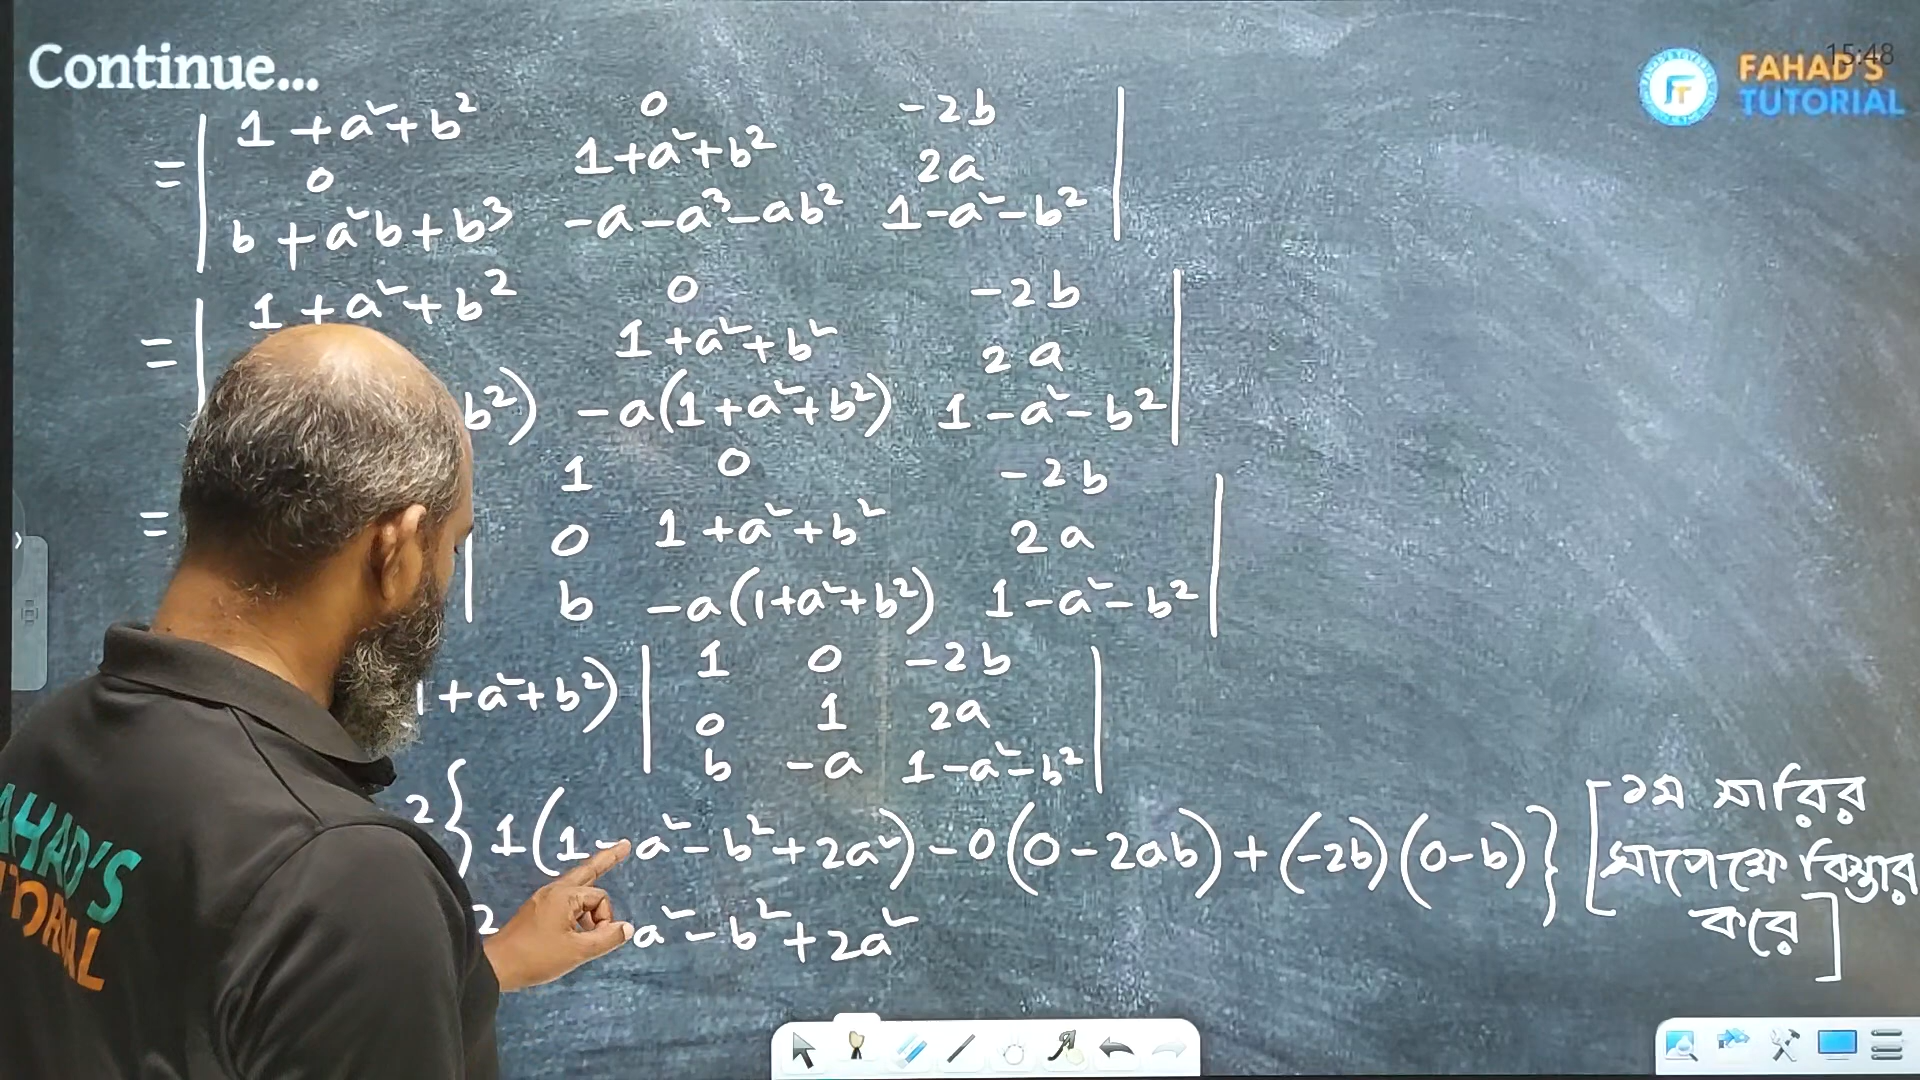 Continue...
15:48
FAHAD'S
TUTORIAL
= | 1 + a² + b² 0 -2b |
| 0 1 + a² + b² 2a |
| b + a²b + b³ -a - a³ - ab² 1 - a² - b² |
= | 1 + a² + b² 0 -2b |
1 + a² + b² 2a |
b²) -a(1 + a² + b²) 1 - a² - b² |
1 0 -2b |
= | 0 1 + a² + b² 2a |
| b -a(1 + a² + b²) 1 - a² - b² |
| 1 0 -2b |
1 + a² + b²) | 0 1 2a |
| b -a 1 - a² - b² |
² { 1(1 - a² - b² + 2a²) - 0(0 - 2ab) + (-2b)(0 - b) } [১ম সারির
সাপেক্ষে বিস্তার
করে]
² a² - b² + 2a²
AHAD'S
TORIAL